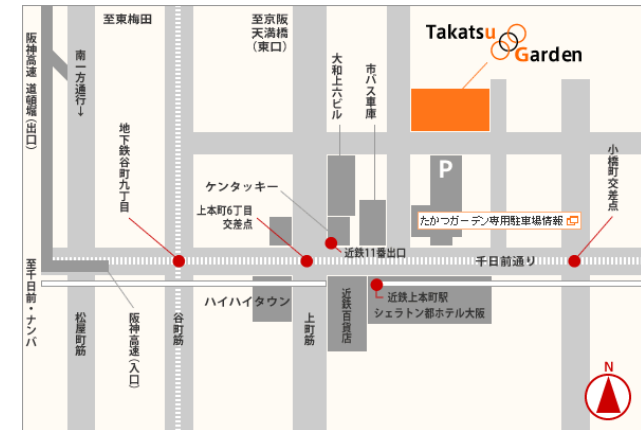 至東梅田
至京阪
天満橋
(東口)
Takatsu
Garden
阪神高速 道頓堀(出口)
南一方通行↓
地下鉄谷町九丁目
大和上六ビル
市バス車庫
小橋町交差点
P
ケンタッキー
上本町6丁目
交差点
たかつガーデン専用駐車場情報
近鉄11番出口
千日前通り
至千日前・ナンバ
松屋町筋
阪神高速(入口)
谷町筋
ハイハイタウン
上町筋
近鉄百貨店
近鉄上本町駅
シェラトン都ホテル大阪
N